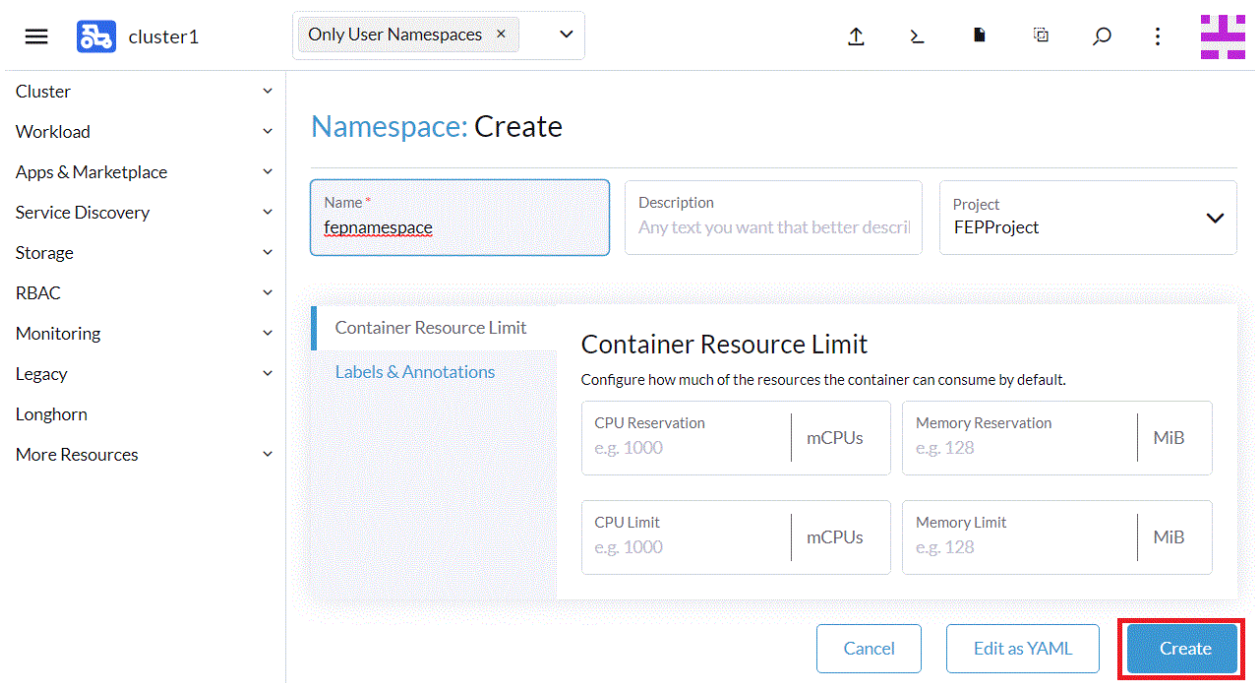 cluster1
Only User Namespaces ×
Cluster
Workload
Apps & Marketplace
Service Discovery
Storage
RBAC
Monitoring
Legacy
Longhorn
More Resources
Namespace: Create
Name *
fepnamespace
Description
Any text you want that better descri
Project
FEPProject
Container Resource Limit
Labels & Annotations
Container Resource Limit
Configure how much of the resources the container can consume by default.
CPU Reservation
e.g. 1000
mCPUs
Memory Reservation
e.g. 128
MiB
CPU Limit
e.g. 1000
mCPUs
Memory Limit
e.g. 128
MiB
Cancel
Edit as YAML
Create